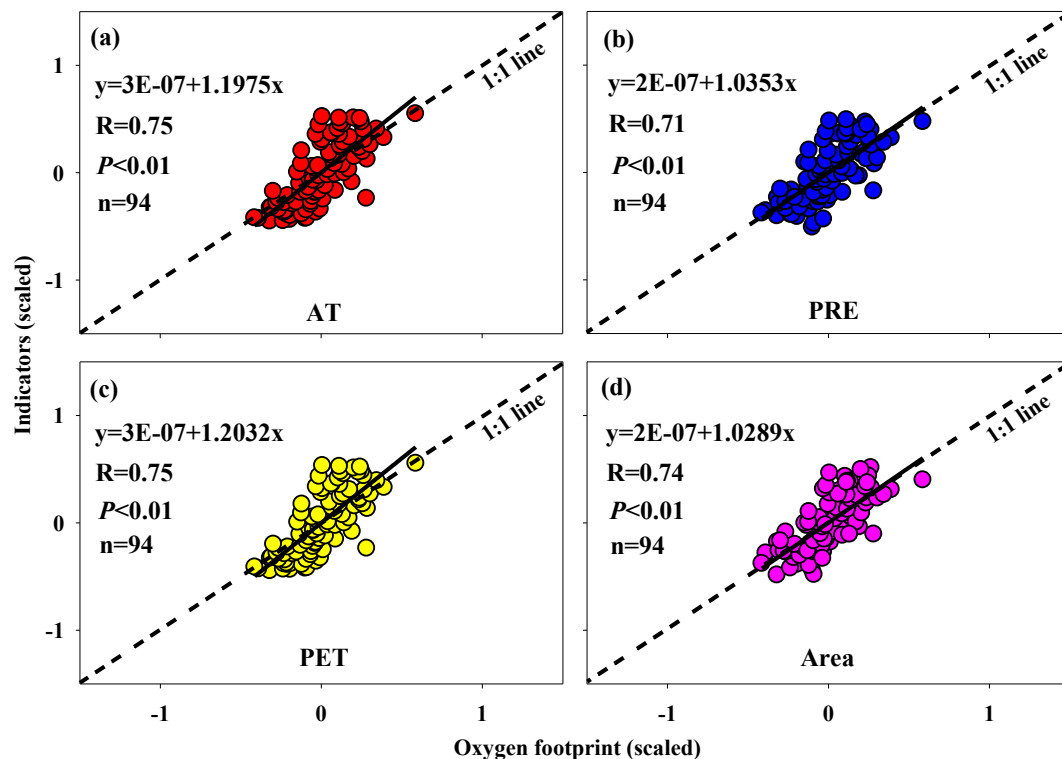 (a)
y=3E-07+1.1975x
R=0.75
P<0.01
n=94
1:1 line
AT
1
0
-1
(b)
y=2E-07+1.0353x
R=0.71
P<0.01
n=94
1:1 line
PRE
(c)
y=3E-07+1.2032x
R=0.75
P<0.01
n=94
1:1 line
PET
1
0
-1
-1 0 1
(d)
y=2E-07+1.0289x
R=0.74
P<0.01
n=94
1:1 line
Area
-1 0 1
Indicators (scaled)
Oxygen footprint (scaled)